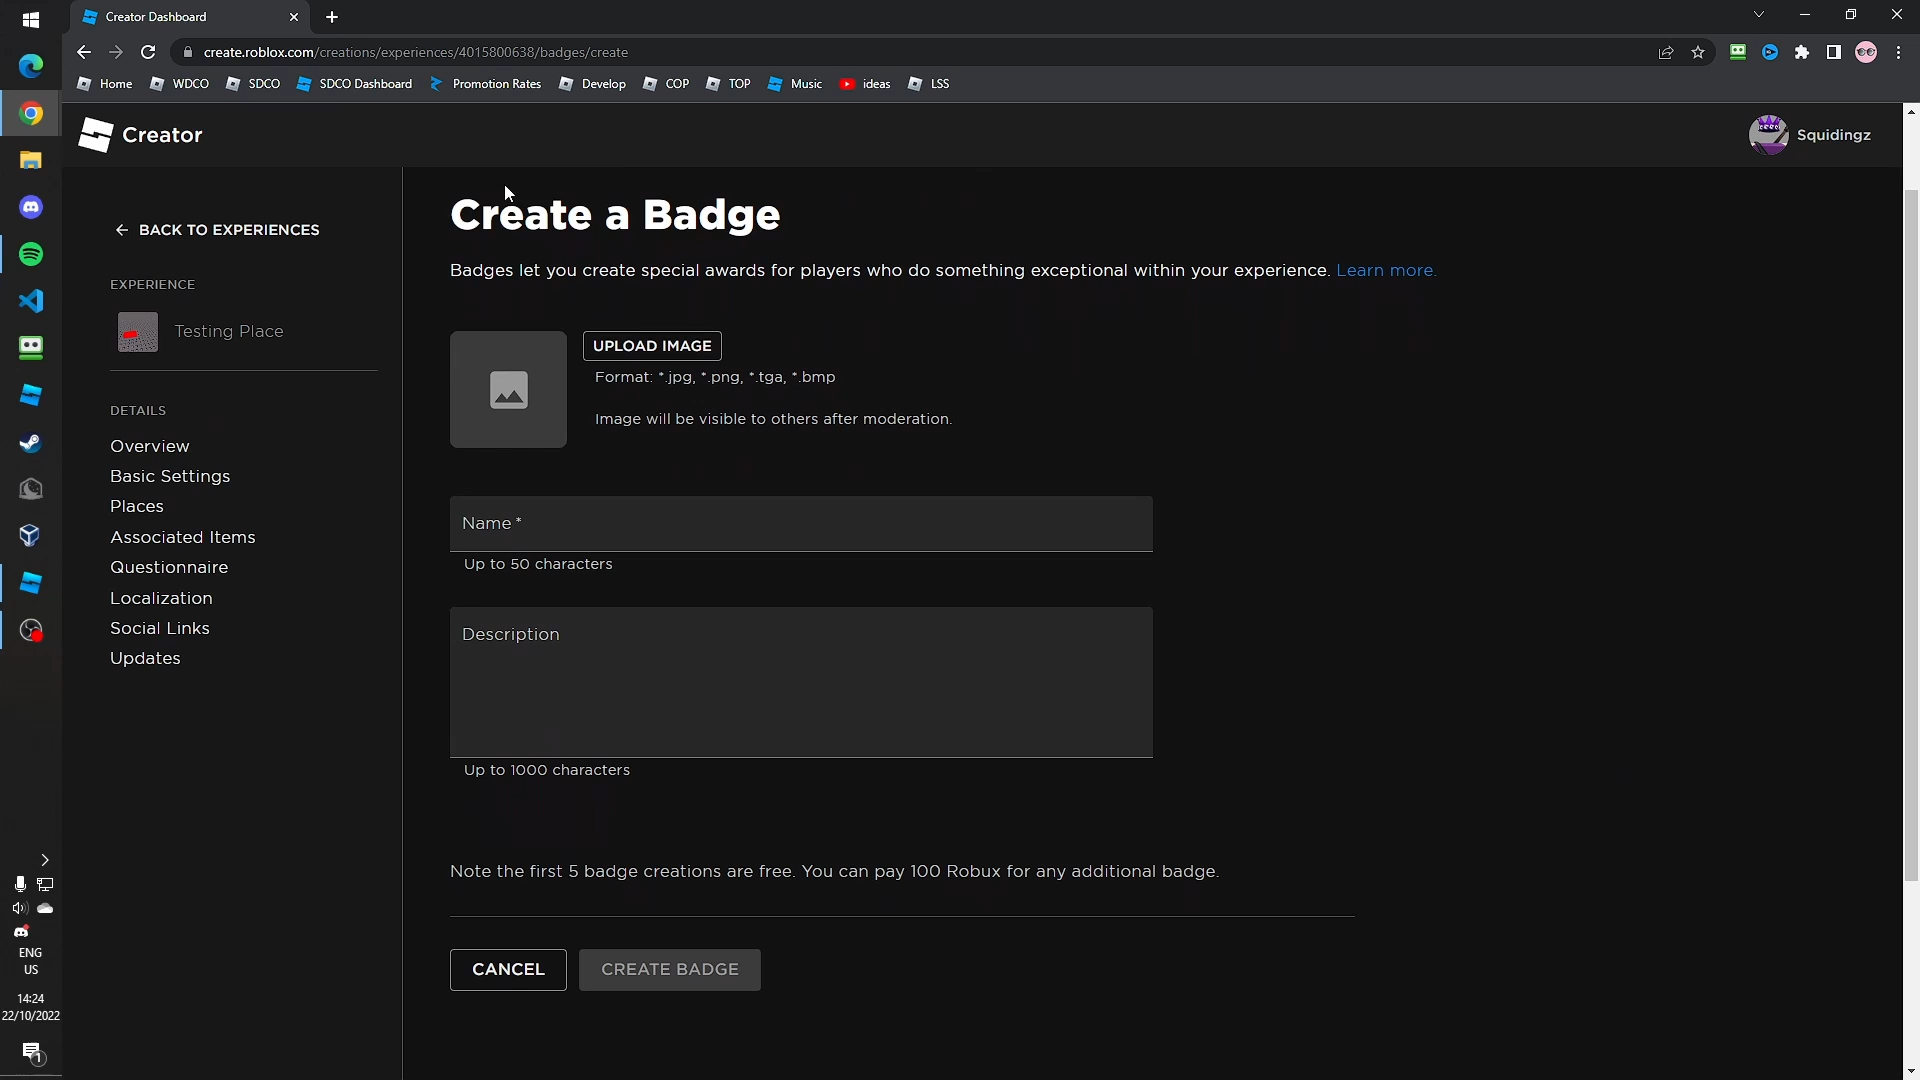 Creator Dashboard
create.roblox.com/creations/experiences/4015800638/badges/create
Home WDCO SDCO SDCO Dashboard Promotion Rates Develop COP TOP Music ideas LSS
Creator
Squidingz
BACK TO EXPERIENCES
EXPERIENCE
Testing Place
DETAILS
Overview
Basic Settings
Places
Associated Items
Questionnaire
Localization
Social Links
Updates
Create a Badge
Badges let you create special awards for players who do something exceptional within your experience. Learn more.
UPLOAD IMAGE
Format: *.jpg, *.png, *.tga, *.bmp
Image will be visible to others after moderation.
Name *
Up to 50 characters
Description
Up to 1000 characters
Note the first 5 badge creations are free. You can pay 100 Robux for any additional badge.
CANCEL CREATE BADGE
ENG
US
14:24
22/10/2022
1